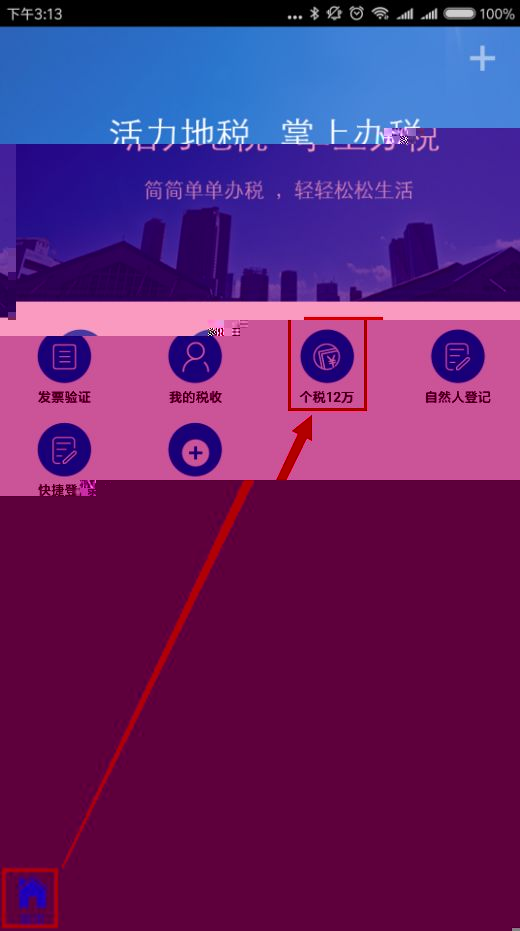 下午3:13 ... 100%
活力地税 掌上办税
简简单单办税，轻轻松松生活
发票验证 我的税收 个税12万 自然人登记
快捷登